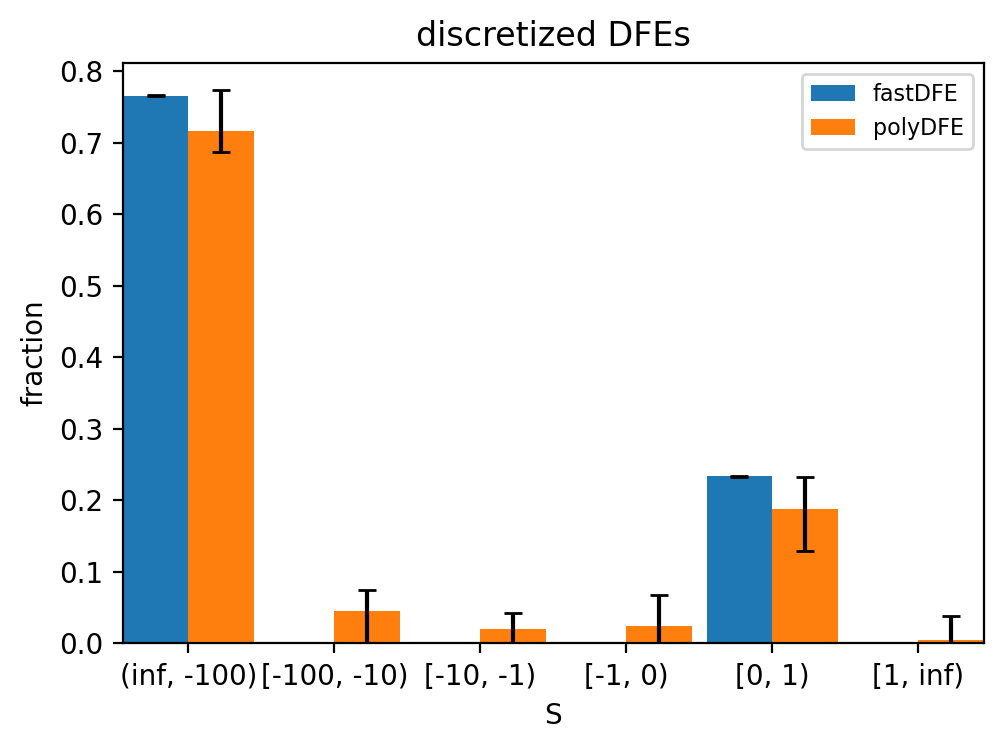 discretized DFEs
fastDFE
polyDFE
fraction
0.8
0.7
0.6
0.5
0.4
0.3
0.2
0.1
0.0
(inf, -100) [-100, -10) [-10, -1) [-1, 0) [0, 1) [1, inf)
S